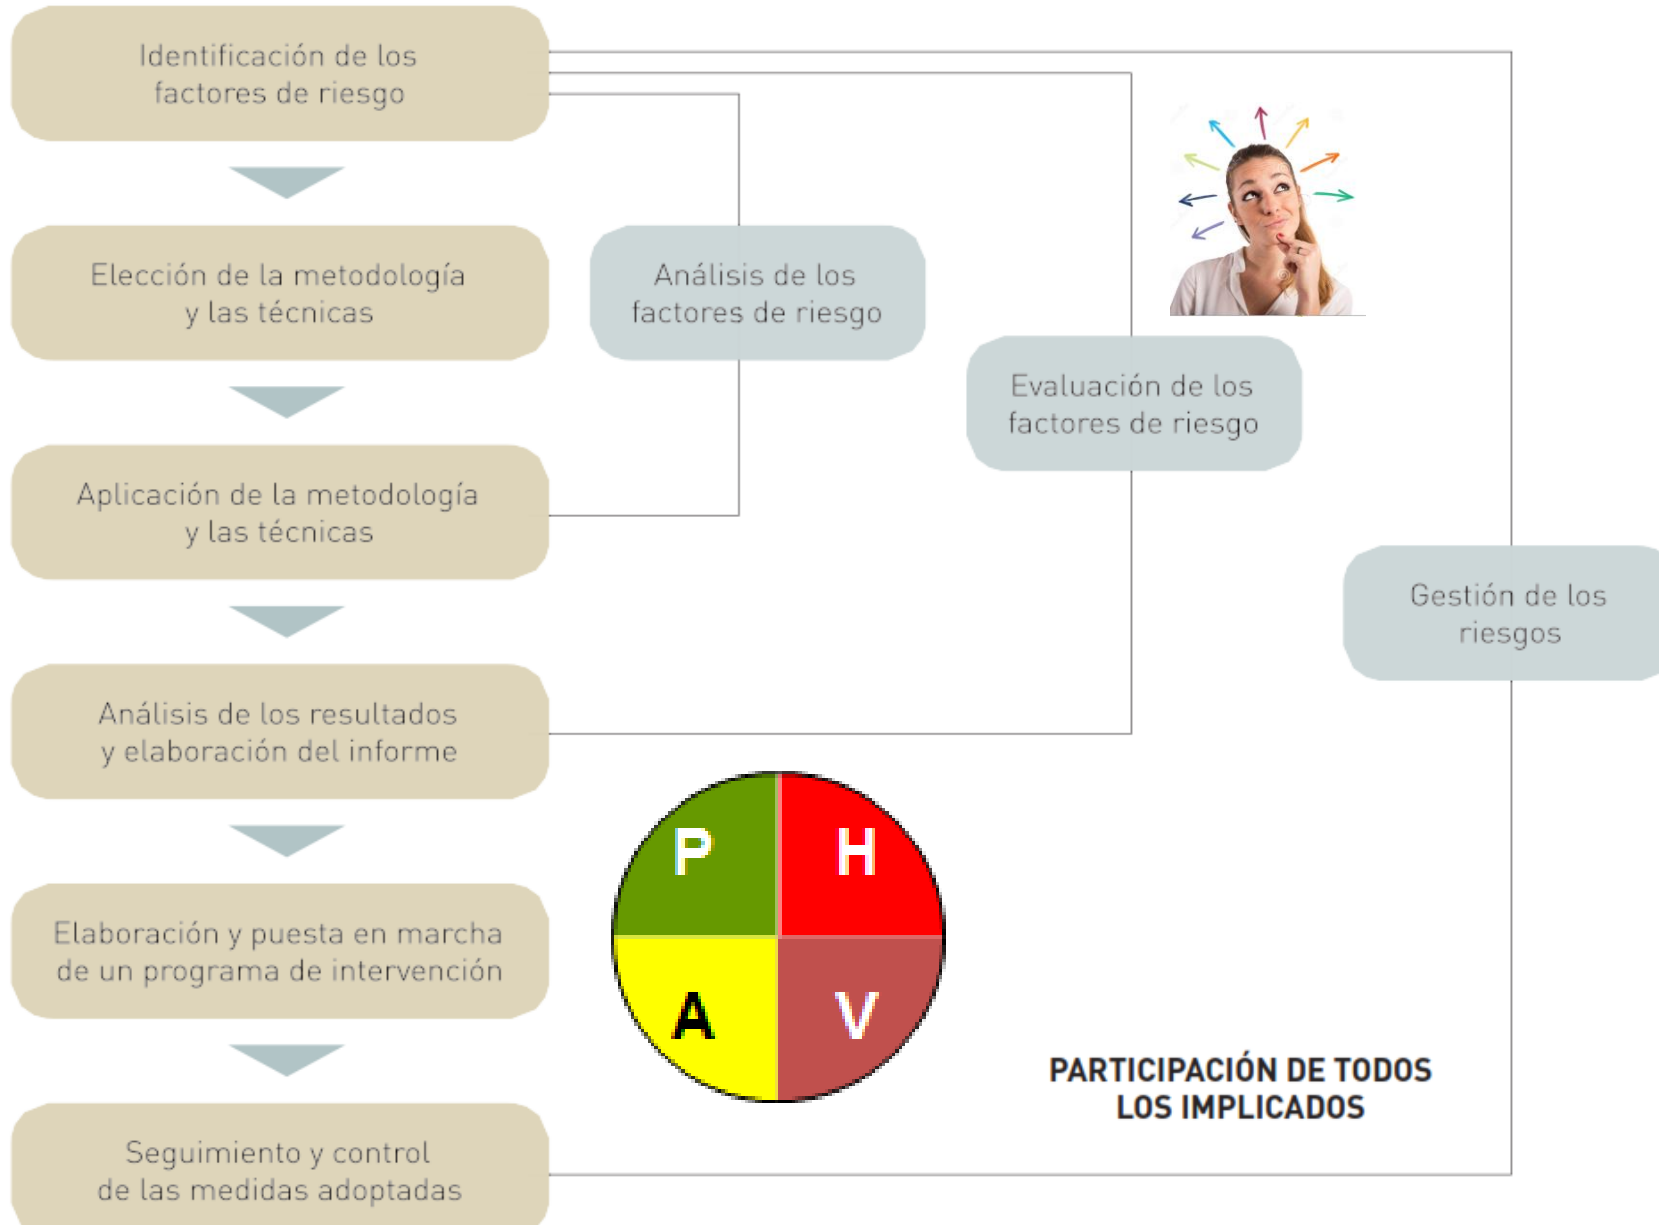 Identificación de los
factores de riesgo
Elección de la metodología
y las técnicas
Análisis de los
factores de riesgo
Evaluación de los
factores de riesgo
Aplicación de la metodología
y las técnicas
Gestión de los
riesgos
Análisis de los resultados
y elaboración del informe
P H
A V
Elaboración y puesta en marcha
de un programa de intervención
PARTICIPACIÓN DE TODOS
LOS IMPLICADOS
Seguimiento y control
de las medidas adoptadas